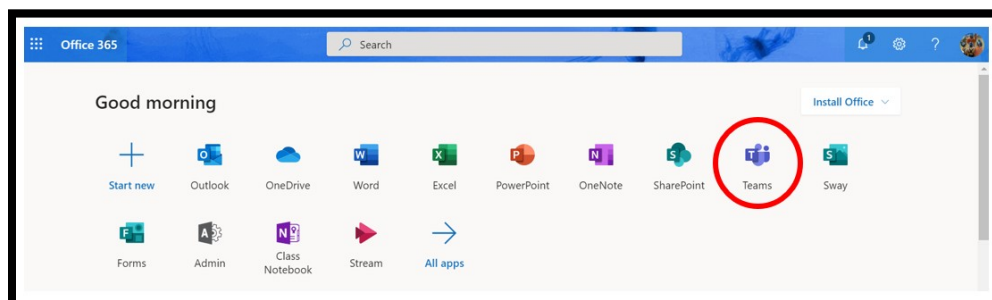 Office 365
Search
1
?
Good morning
Install Office
Start new
Outlook
OneDrive
Word
Excel
PowerPoint
OneNote
SharePoint
Teams
Sway
Forms
Admin
Class
Notebook
Stream
All apps